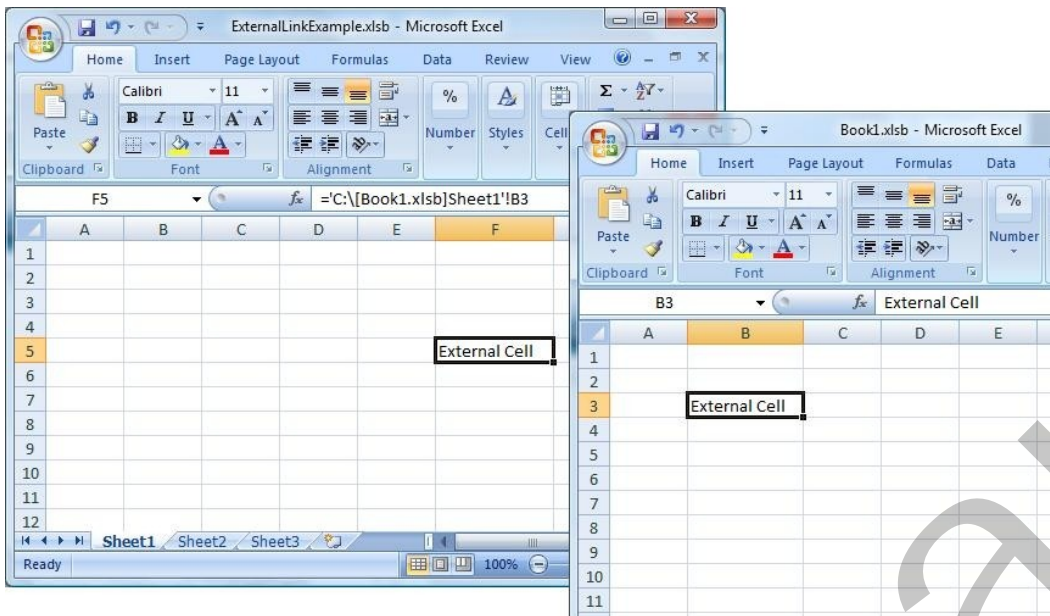 ExternalLinkExample.xlsb - Microsoft Excel
Home Insert Page Layout Formulas Data Review View
Paste
Calibri 11
B I U A A
A
% Number
A Styles
Cell
Σ A Z
Clipboard Font Alignment
F5 fx ='C:\[Book1.xlsb]Sheet1'!B3
A B C D E F
1
2
3
4
5 External Cell
6
7
8
9
10
11
12
Sheet1 Sheet2 Sheet3
Ready 100%
Book1.xlsb - Microsoft Excel
Home Insert Page Layout Formulas Data
Paste
Calibri 11
B I U A A
A
% Number
Clipboard Font Alignment
B3 fx External Cell
A B C D E
1
2
3 External Cell
4
5
6
7
8
9
10
11